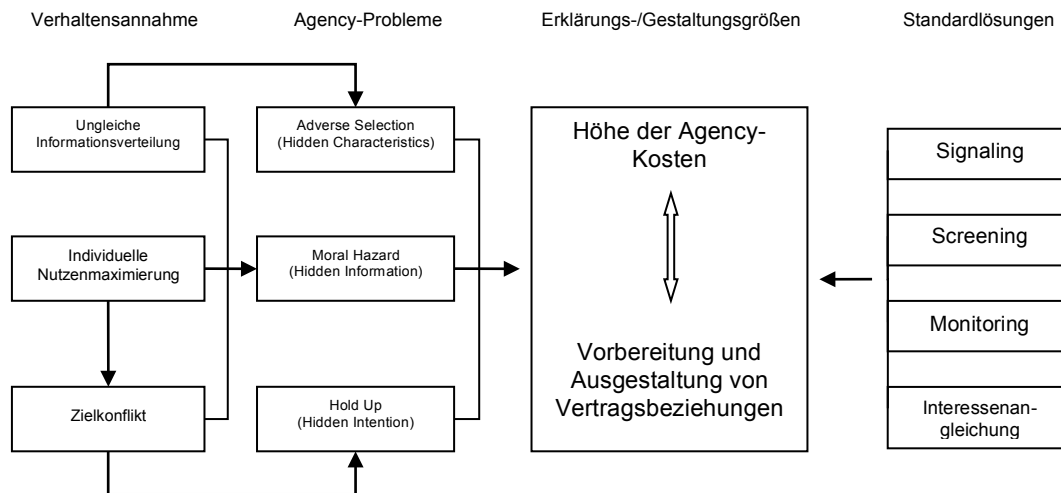 Verhaltensannahme
Agency-Probleme
Erklärungs-/Gestaltungsgrößen
Standardlösungen
Ungleiche
Informationsverteilung
Individuelle
Nutzenmaximierung
Zielkonflikt
Adverse Selection
(Hidden Characteristics)
Moral Hazard
(Hidden Information)
Hold Up
(Hidden Intention)
Höhe der Agency-
Kosten
Vorbereitung und
Ausgestaltung von
Vertragsbeziehungen
Signaling
Screening
Monitoring
Interessenan-
gleichung